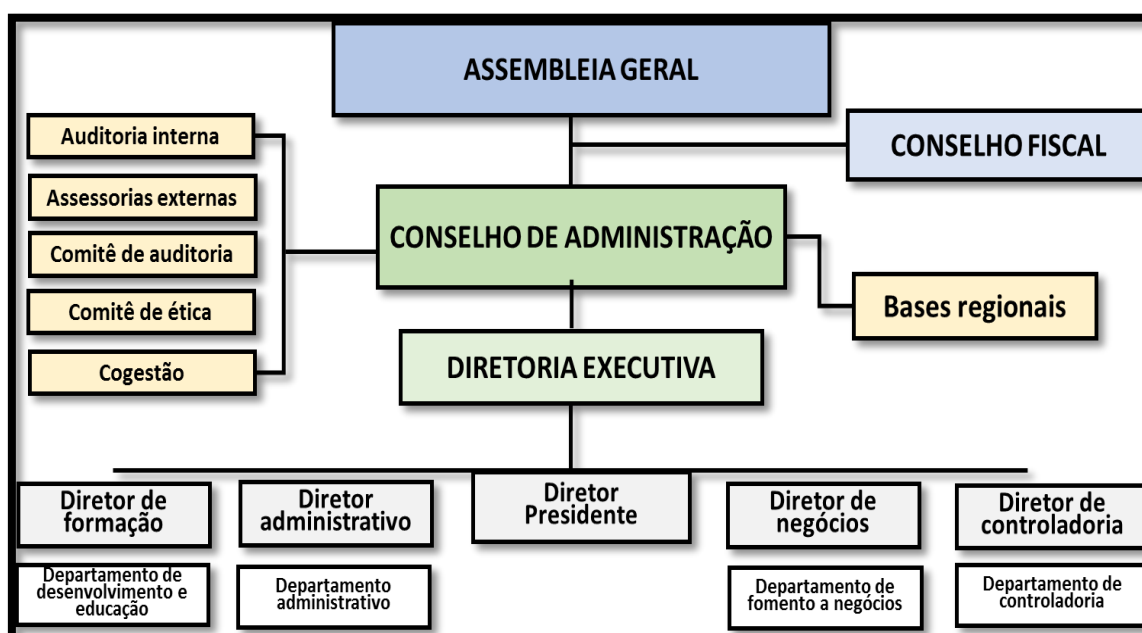 ASSEMBLEIA GERAL
Auditoria interna
CONSELHO FISCAL
Assessorias externas
CONSELHO DE ADMINISTRAÇÃO
Comitê de auditoria
Comitê de ética
Bases regionais
Cogestão
DIRETORIA EXECUTIVA
Diretor de
formação
Diretor
administrativo
Diretor
Presidente
Diretor de
negócios
Diretor de
controladoria
Departamento de
desenvolvimento e
educação
Departamento
administrativo
Departamento de
fomento a negócios
Departamento de
controladoria